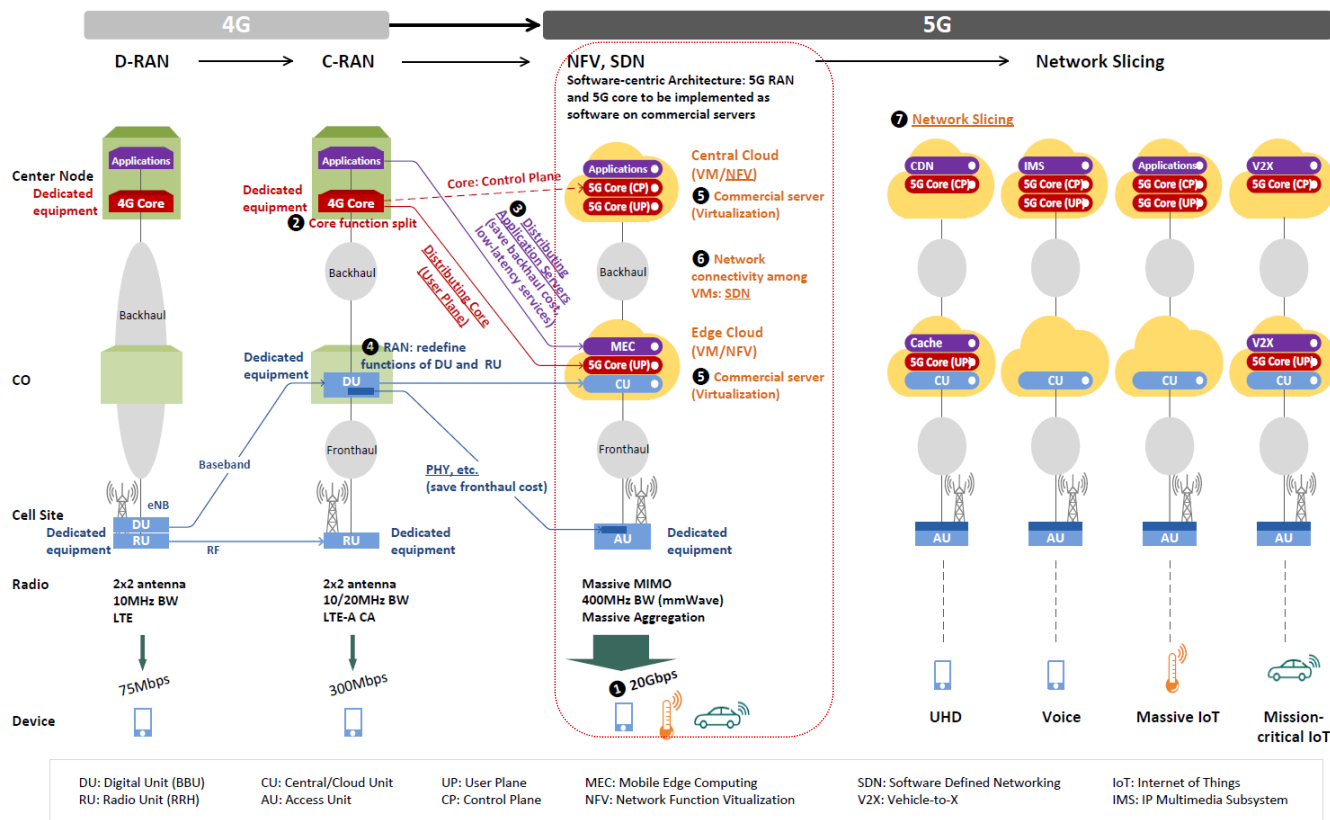 4G
5G
D-RAN
C-RAN
NFV, SDN
Network Slicing
Software-centric Architecture: 5G RAN
and 5G core to be implemented as
software on commercial servers
Center Node
Applications
Dedicated
equipment
4G Core
Applications
Dedicated
equipment
4G Core
❷ Core function split
Core: Control Plane
❸ Distributing
Application Servers
(save backhaul cost,
low-latency services)
Distributing Core
(User Plane)
Applications
5G Core (CP)
5G Core (UP)
Central Cloud
(VM/NFV)
❺ Commercial server
(Virtualization)
❼ Network Slicing
CDN
5G Core (CP)
IMS
5G Core (CP)
5G Core (UP)
Applications
5G Core (CP)
5G Core (UP)
V2X
5G Core (CP)
Backhaul
Backhaul
Backhaul
❻ Network
connectivity among
VMs: SDN
CO
Dedicated
equipment
❹ RAN: redefine
functions of DU and RU
DU
MEC
5G Core (UP)
CU
Edge Cloud
(VM/NFV)
❺ Commercial server
(Virtualization)
Cache
5G Core (UP)
CU
CU
CU
V2X
5G Core (UP)
CU
Baseband
Fronthaul
PHY, etc.
(save fronthaul cost)
Fronthaul
Cell Site
eNB
Dedicated
equipment
DU
RU
RF
RU
Dedicated
equipment
AU
Dedicated
equipment
AU
AU
AU
AU
Radio
2x2 antenna
10MHz BW
LTE
2x2 antenna
10/20MHz BW
LTE-A CA
Massive MIMO
400MHz BW (mmWave)
Massive Aggregation
75Mbps
300Mbps
❶ 20Gbps
Device
UHD
Voice
Massive IoT
Mission-
critical IoT
DU: Digital Unit (BBU)
RU: Radio Unit (RRH)
CU: Central/Cloud Unit
AU: Access Unit
UP: User Plane
CP: Control Plane
MEC: Mobile Edge Computing
NFV: Network Function Vitualization
SDN: Software Defined Networking
V2X: Vehicle-to-X
IoT: Internet of Things
IMS: IP Multimedia Subsystem